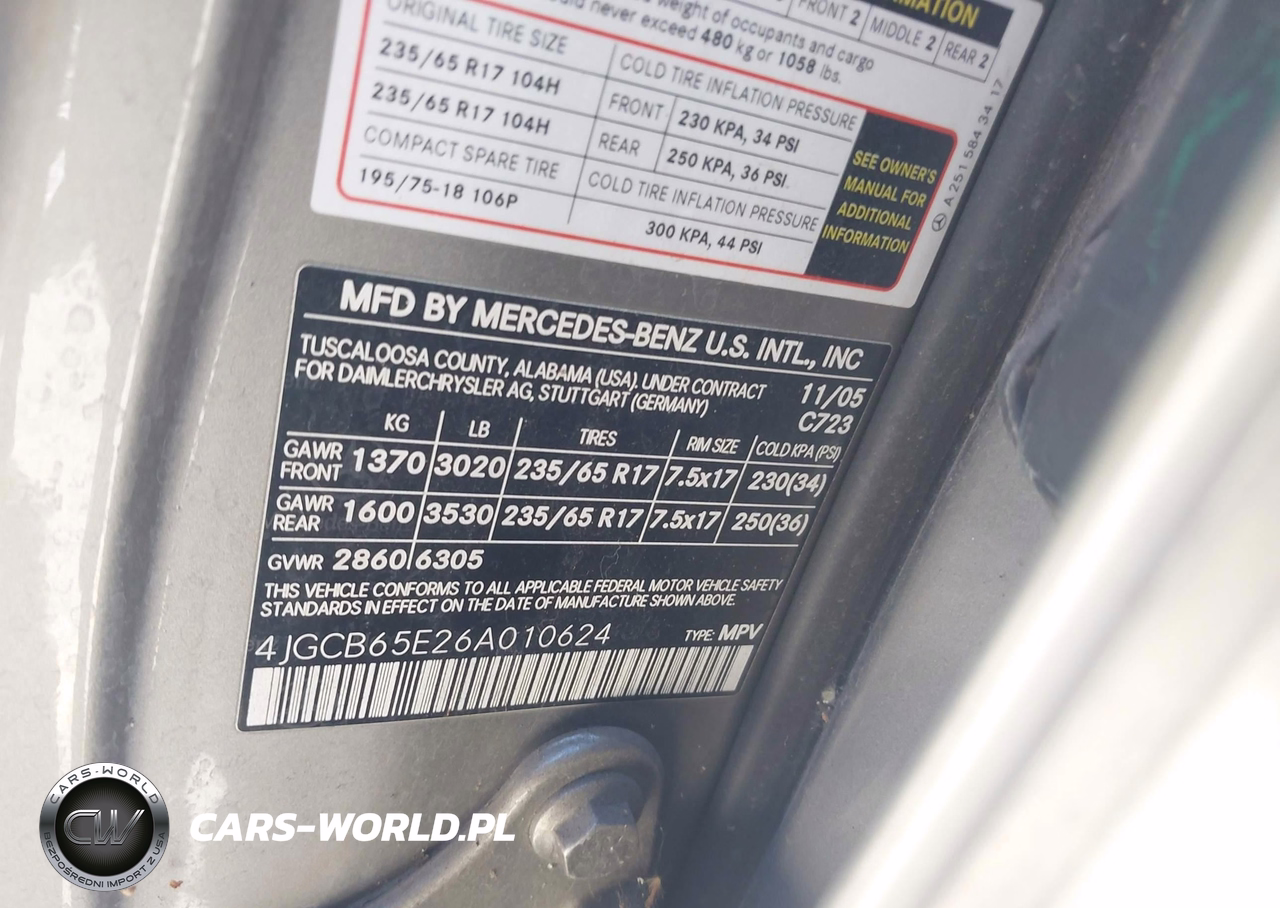 MATION
FRONT 2 MIDDLE 2 REAR 2
weight of occupants and cargo
never exceed 480 kg or 1058 lbs.
ORIGINAL TIRE SIZE COLD TIRE INFLATION PRESSURE
235/65 R17 104H FRONT 230 KPA, 34 PSI
235/65 R17 104H REAR 250 KPA, 36 PSI
COMPACT SPARE TIRE COLD TIRE INFLATION PRESSURE
195/75-18 106P 300 KPA, 44 PSI
SEE OWNER'S
MANUAL FOR
ADDITIONAL
INFORMATION
A 251 584 34 17
MFD BY MERCEDES-BENZ U.S. INTL., INC
TUSCALOOSA COUNTY, ALABAMA (USA). UNDER CONTRACT 11/05
FOR DAIMLERCHRYSLER AG, STUTTGART (GERMANY) C723
KG LB TIRES RIM SIZE COLD KPA (PSI)
GAWR FRONT 1370 3020 235/65 R17 7.5x17 230(34)
GAWR REAR 1600 3530 235/65 R17 7.5x17 250(36)
GVWR 2860 6305
THIS VEHICLE CONFORMS TO ALL APPLICABLE FEDERAL MOTOR VEHICLE SAFETY
STANDARDS IN EFFECT ON THE DATE OF MANUFACTURE SHOWN ABOVE.
4JGCB65E26A010624 TYPE: MPV
CARS-WORLD
CW
BEZPOŚREDNI IMPORT Z USA
CARS-WORLD.PL